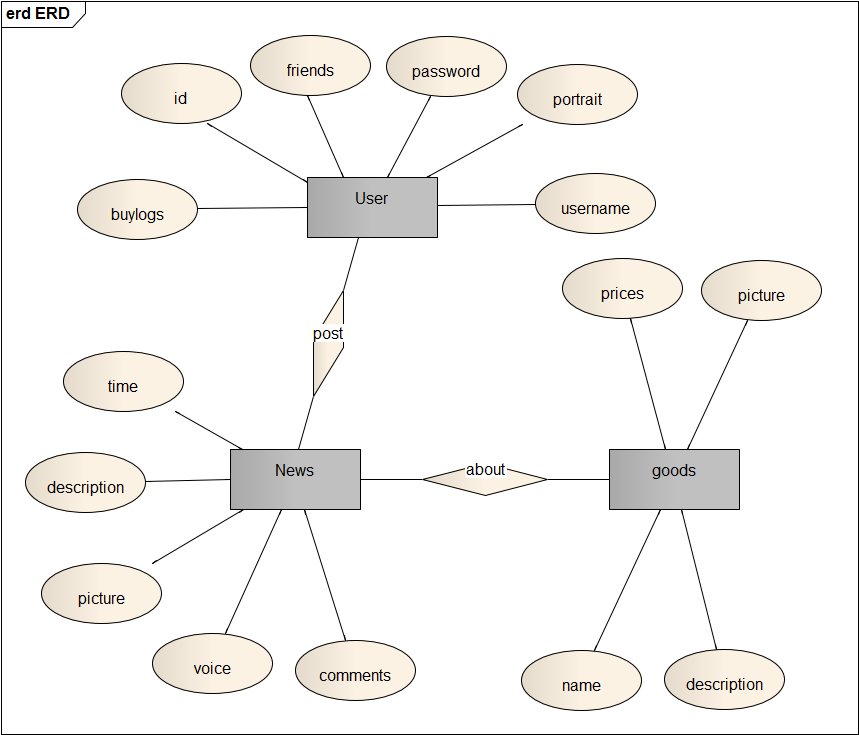 erd ERD
friends
password
id
portrait
User
buylogs
username
prices
picture
post
time
News
about
goods
description
picture
voice
comments
name
description